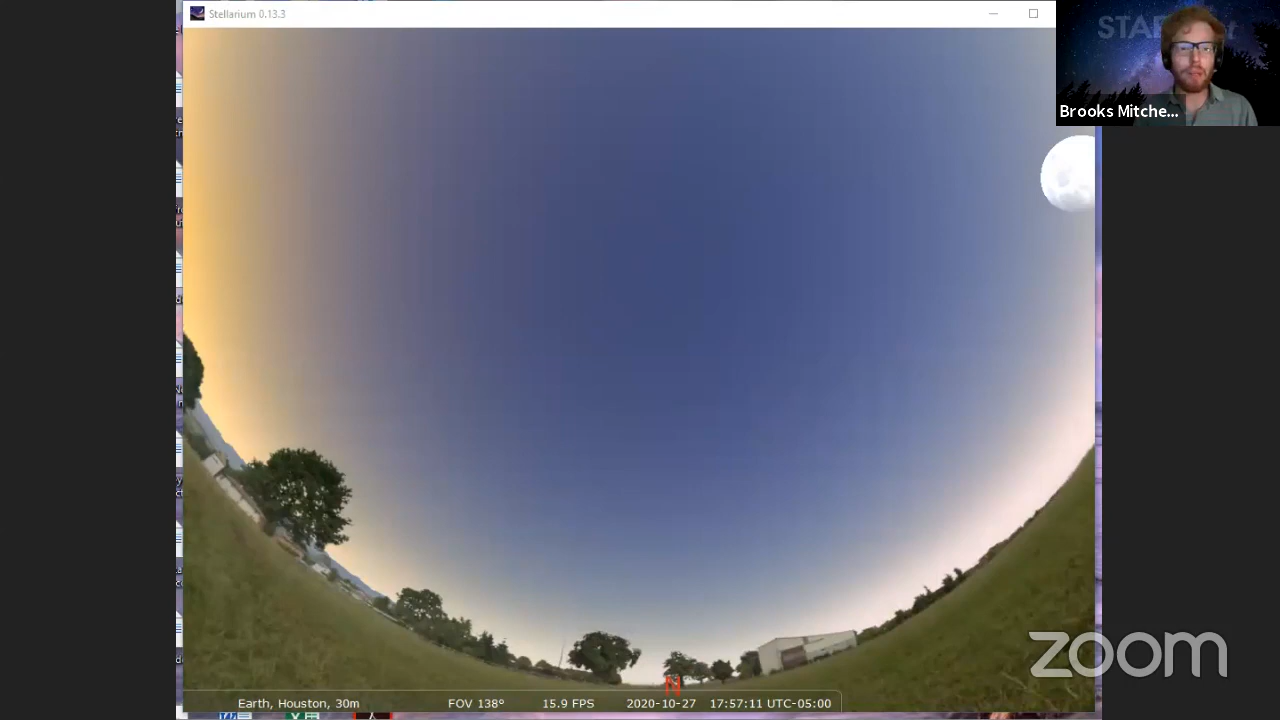 Stellarium 0.13.3
Brooks Mitche...
N
Earth, Houston, 30m FOV 138° 15.9 FPS 2020-10-27 17:57:11 UTC-05:00
zoom